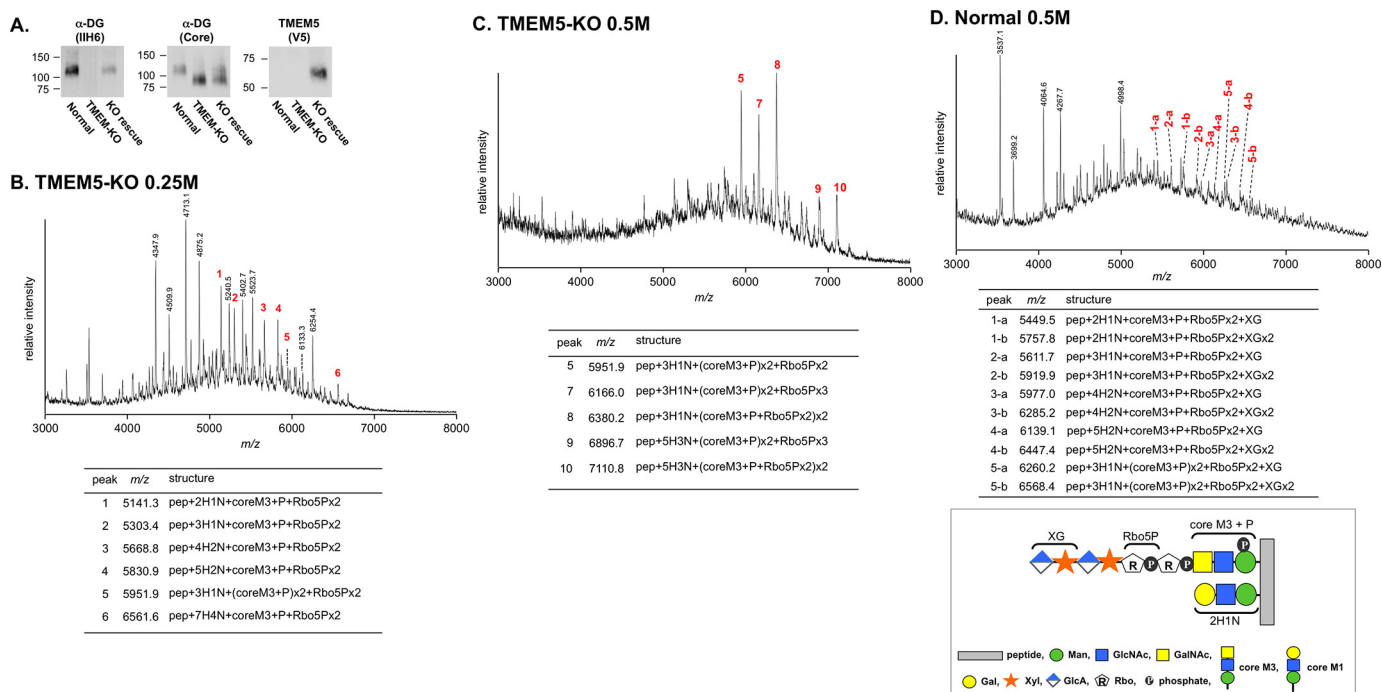 A.
α-DG
(IIH6)
150
100
75
Normal
TMEM-KO
KO rescue
α-DG
(Core)
150
100
75
Normal
TMEM-KO
KO rescue
TMEM5
(V5)
75
50
Normal
TMEM-KO
KO rescue
B. TMEM5-KO 0.25M
relative intensity
4347.9
4509.9
4713.1
4875.2
1
5240.5
2
5402.7
5523.7
3
4
5
6133.3
6254.4
6
3000 4000 5000 6000 7000 8000
m/z
peak m/z structure
1 5141.3 pep+2H1N+coreM3+P+Rbo5Px2
2 5303.4 pep+3H1N+coreM3+P+Rbo5Px2
3 5668.8 pep+4H2N+coreM3+P+Rbo5Px2
4 5830.9 pep+5H2N+coreM3+P+Rbo5Px2
5 5951.9 pep+3H1N+(coreM3+P)x2+Rbo5Px2
6 6561.6 pep+7H4N+coreM3+P+Rbo5Px2
C. TMEM5-KO 0.5M
relative intensity
5
7
8
9
10
3000 4000 5000 6000 7000 8000
m/z
peak m/z structure
5 5951.9 pep+3H1N+(coreM3+P)x2+Rbo5Px2
7 6166.0 pep+3H1N+(coreM3+P)x2+Rbo5Px3
8 6380.2 pep+3H1N+(coreM3+P+Rbo5Px2)x2
9 6896.7 pep+5H3N+(coreM3+P)x2+Rbo5Px3
10 7110.8 pep+5H3N+(coreM3+P+Rbo5Px2)x2
D. Normal 0.5M
relative intensity
3537.1
3699.2
4064.6
4267.7
4998.4
1-a
2-a
1-b
2-b
3-a
4-a
5-a
3-b
4-b
5-b
3000 4000 5000 6000 7000 8000
m/z
peak m/z structure
1-a 5449.5 pep+2H1N+coreM3+P+Rbo5Px2+XG
1-b 5757.8 pep+2H1N+coreM3+P+Rbo5Px2+XGx2
2-a 5611.7 pep+3H1N+coreM3+P+Rbo5Px2+XG
2-b 5919.9 pep+3H1N+coreM3+P+Rbo5Px2+XGx2
3-a 5977.0 pep+4H2N+coreM3+P+Rbo5Px2+XG
3-b 6285.2 pep+4H2N+coreM3+P+Rbo5Px2+XGx2
4-a 6139.1 pep+5H2N+coreM3+P+Rbo5Px2+XG
4-b 6447.4 pep+5H2N+coreM3+P+Rbo5Px2+XGx2
5-a 6260.2 pep+3H1N+(coreM3+P)x2+Rbo5Px2+XG
5-b 6568.4 pep+3H1N+(coreM3+P)x2+Rbo5Px2+XGx2
XG Rbo5P core M3 + P
P
R P R P
2H1N
peptide, Man, GlcNAc, GalNAc, core M3, core M1
Gal, Xyl, GlcA, R Rbo, P phosphate,